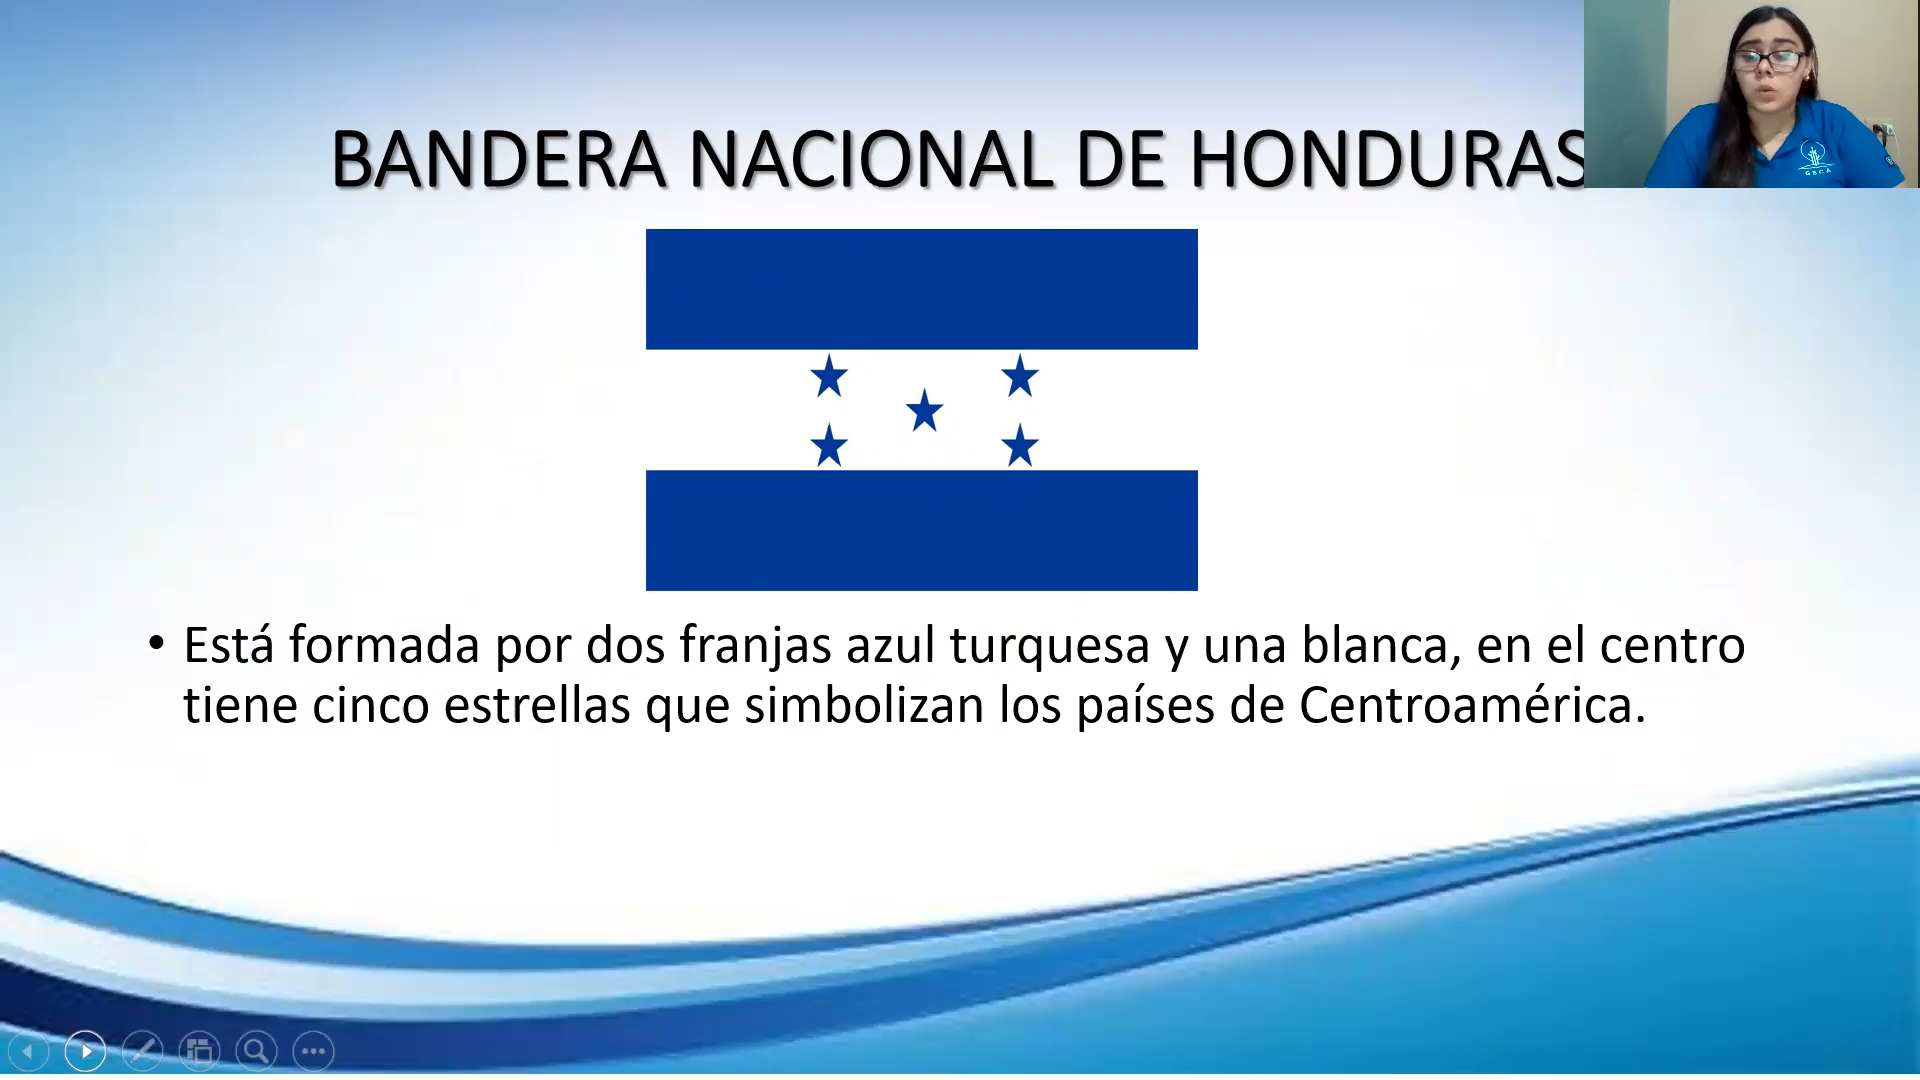 BANDERA NACIONAL DE HONDURAS
• Está formada por dos franjas azul turquesa y una blanca, en el centro
tiene cinco estrellas que simbolizan los países de Centroamérica.
GBCA